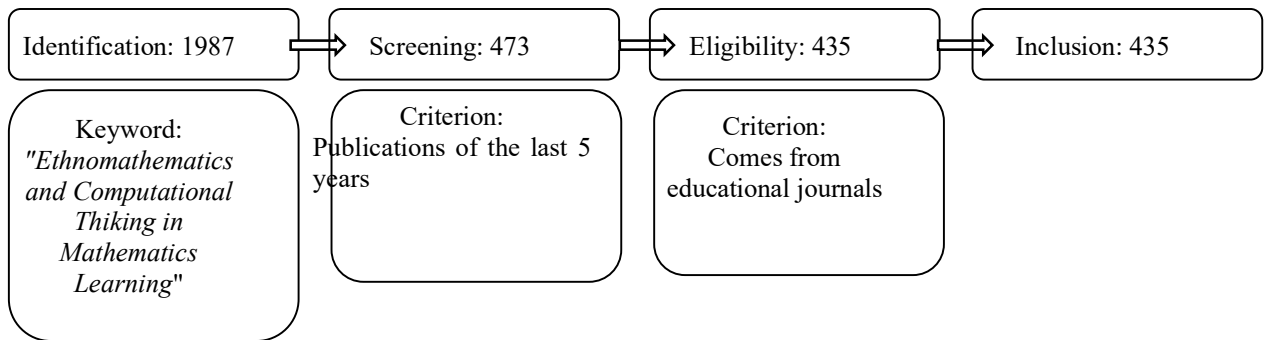 Identification: 1987
Screening: 473
Eligibility: 435
Inclusion: 435
Keyword:
"Ethnomathematics
and Computational
Thiking in
Mathematics
Learning"
Criterion:
Publications of the last 5
years
Criterion:
Comes from
educational journals